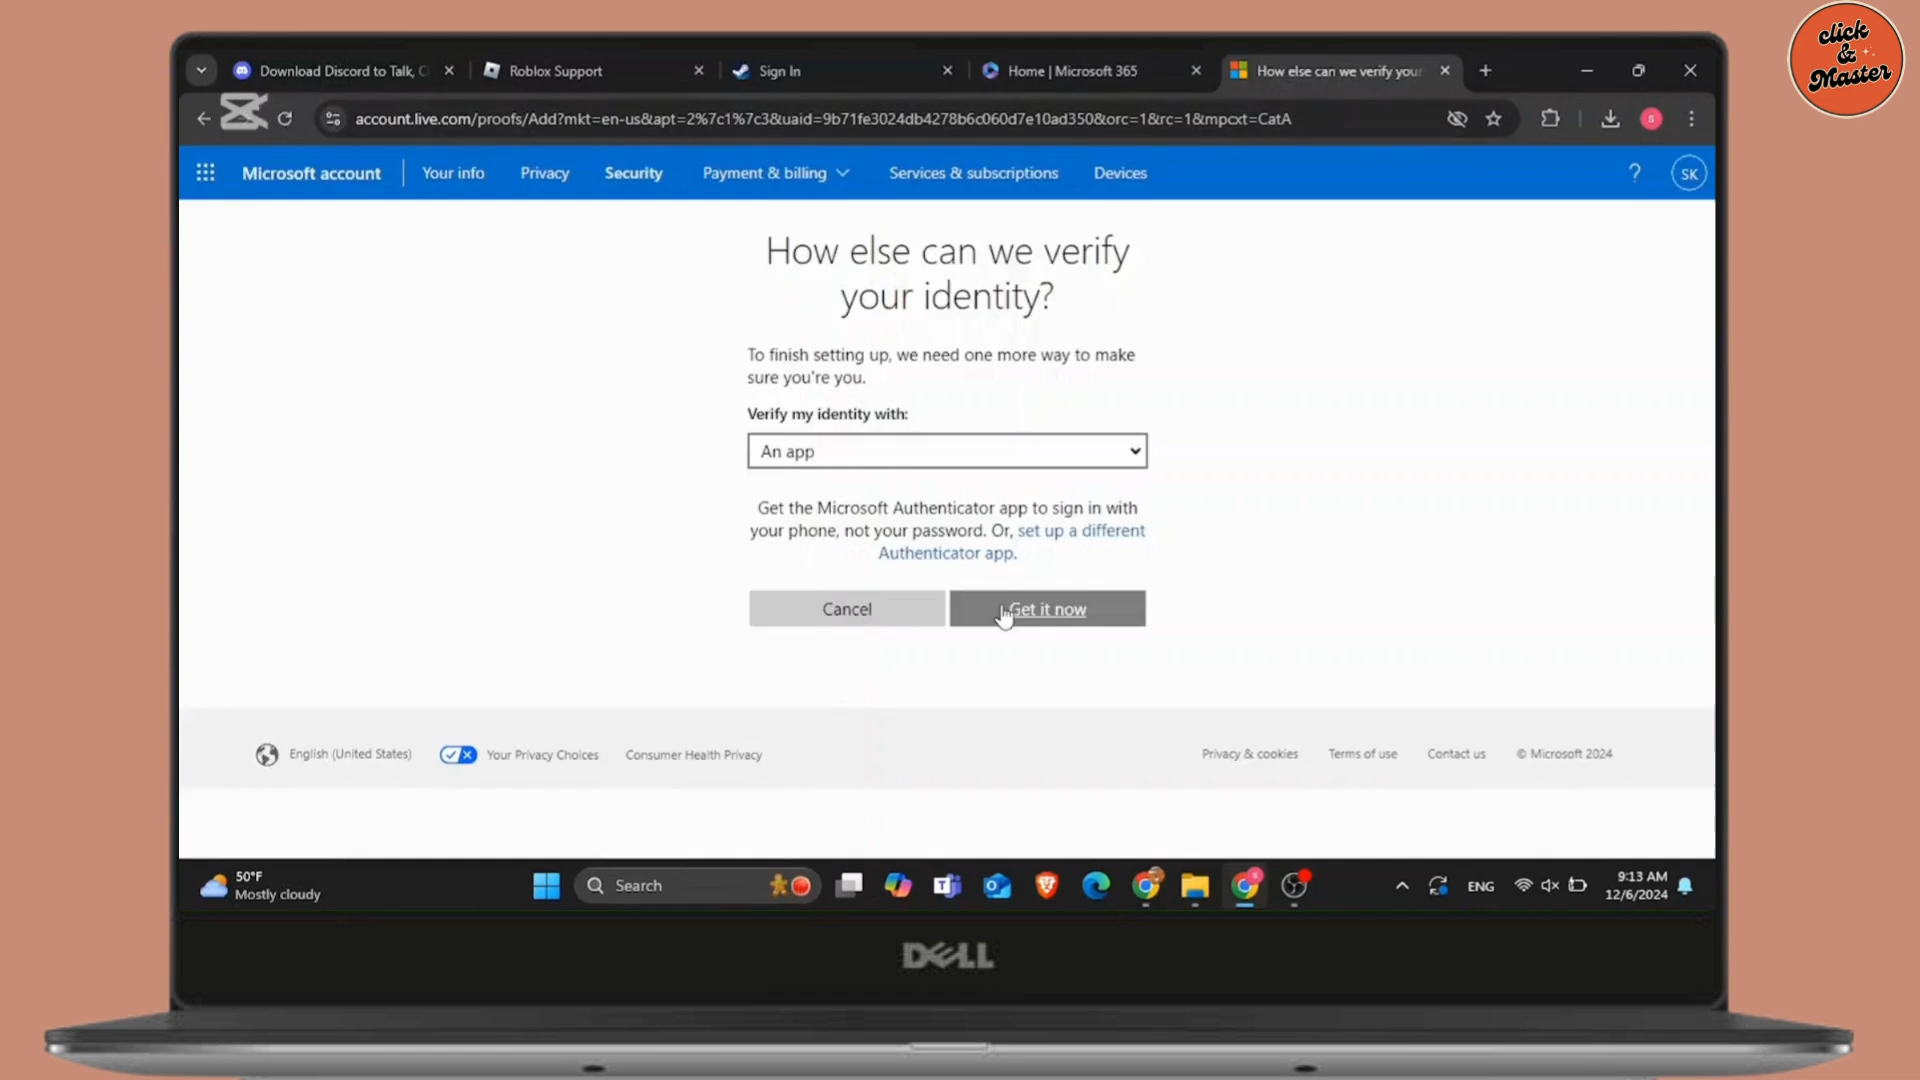 click
&
Master
Download Discord to Talk, C
Roblox Support
Sign In
Home | Microsoft 365
How else can we verify your
account.live.com/proofs/Add?mkt=en-us&apt=2%7c1%7c3&uaid=9b71fe3024db4278b6c060d7e10ad350&orc=1&rc=1&mpcxt=CatA
S
Microsoft account
Your info
Privacy
Security
Payment & billing
Services & subscriptions
Devices
?
SK
How else can we verify
your identity?
To finish setting up, we need one more way to make
sure you're you.
Verify my identity with:
An app
Get the Microsoft Authenticator app to sign in with
your phone, not your password. Or, set up a different
Authenticator app.
Cancel
Get it now
English (United States)
Your Privacy Choices
Consumer Health Privacy
Privacy & cookies
Terms of use
Contact us
© Microsoft 2024
50°F
Mostly cloudy
Search
ENG
9:13 AM
12/6/2024
DELL